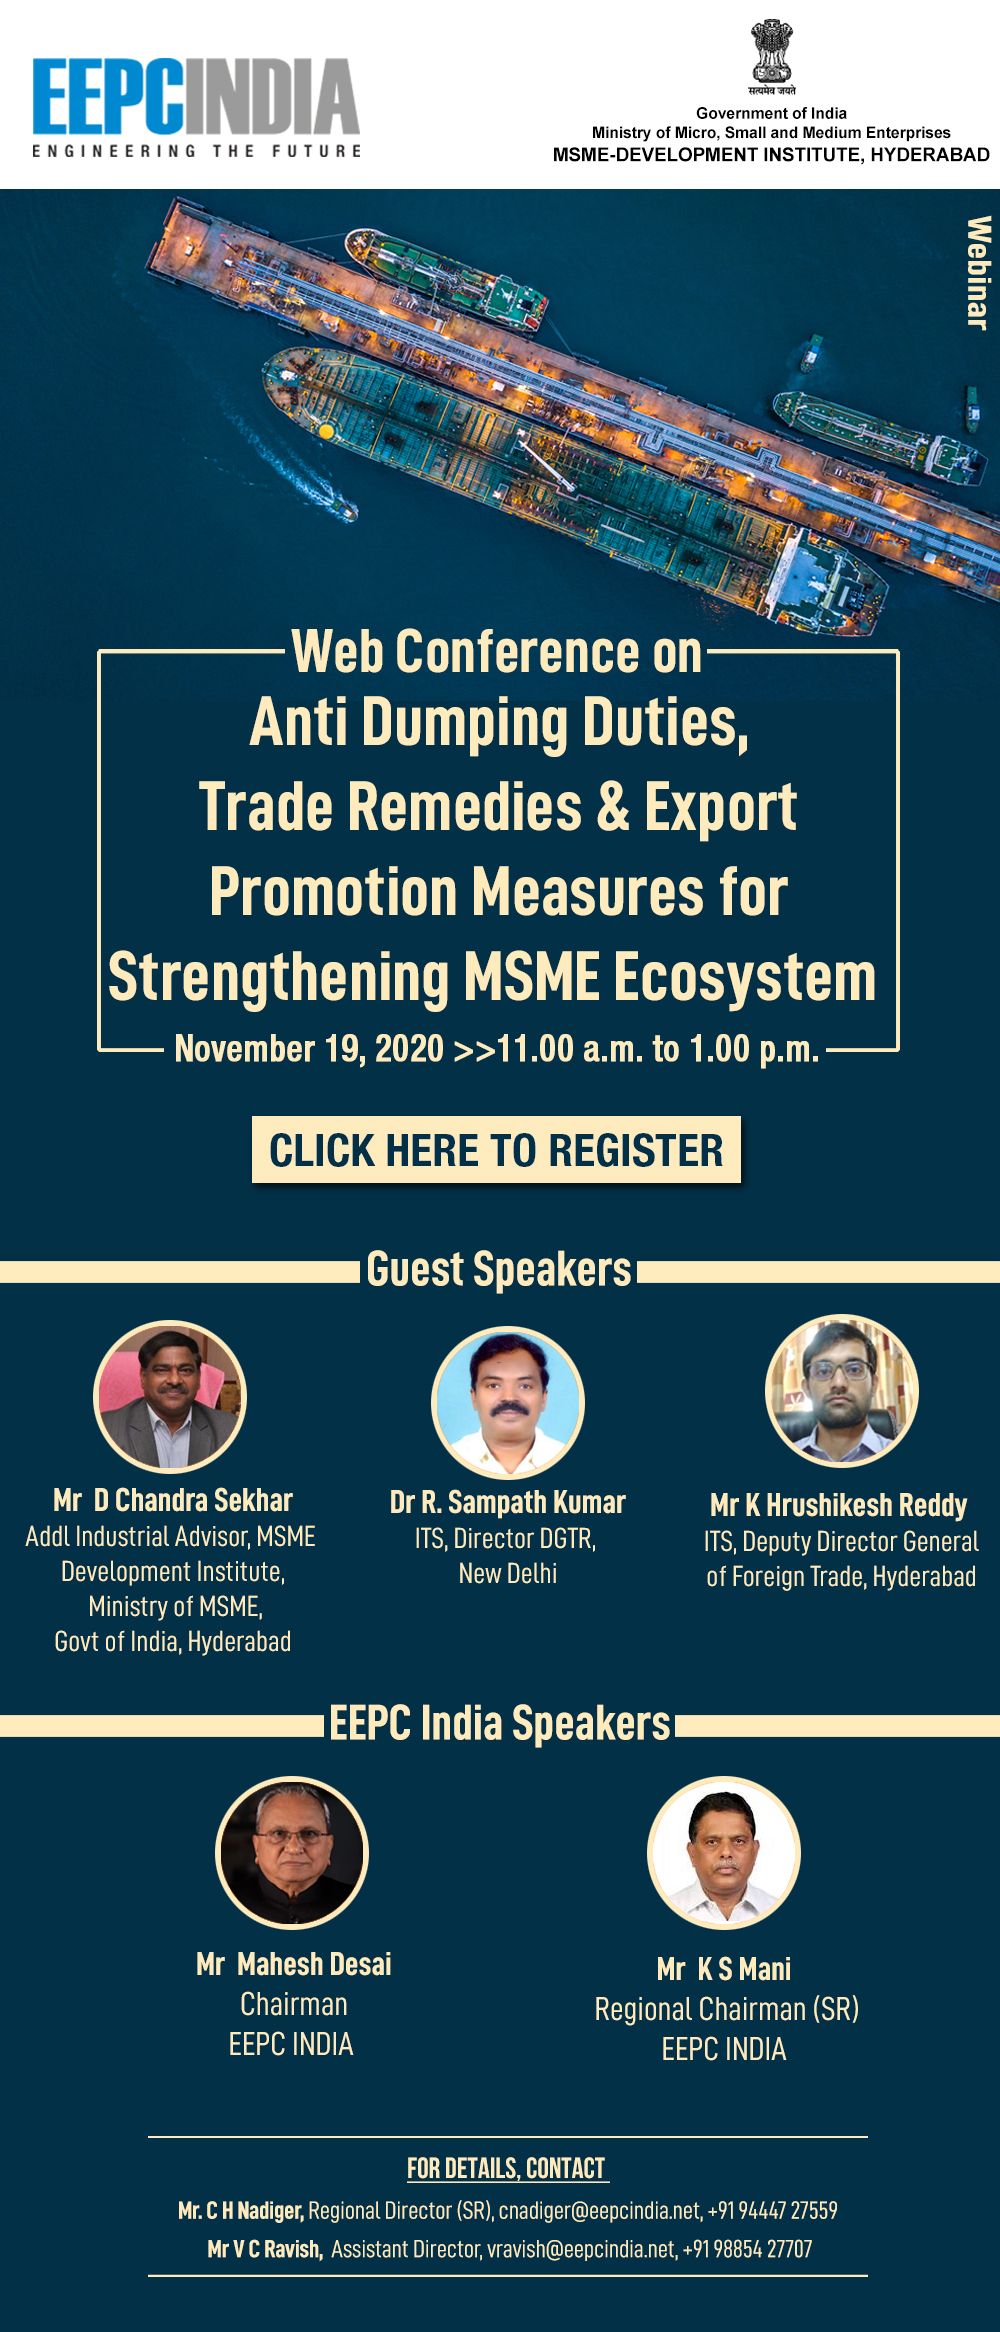 EEPCINDIA
ENGINEERING THE FUTURE
सत्यमेव जयते
Government of India
Ministry of Micro, Small and Medium Enterprises
MSME-DEVELOPMENT INSTITUTE, HYDERABAD
Webinar
Web Conference on
Anti Dumping Duties,
Trade Remedies & Export
Promotion Measures for
Strengthening MSME Ecosystem
November 19, 2020 >>11.00 a.m. to 1.00 p.m.
CLICK HERE TO REGISTER
Guest Speakers
Mr D Chandra Sekhar
Addl Industrial Advisor, MSME
Development Institute,
Ministry of MSME,
Govt of India, Hyderabad
Dr R. Sampath Kumar
ITS, Director DGTR,
New Delhi
Mr K Hrushikesh Reddy
ITS, Deputy Director General
of Foreign Trade, Hyderabad
EEPC India Speakers
Mr Mahesh Desai
Chairman
EEPC INDIA
Mr K S Mani
Regional Chairman (SR)
EEPC INDIA
FOR DETAILS, CONTACT
Mr. C H Nadiger, Regional Director (SR), cnadiger@eepcindia.net, +91 94447 27559
Mr V C Ravish, Assistant Director, vravish@eepcindia.net, +91 98854 27707